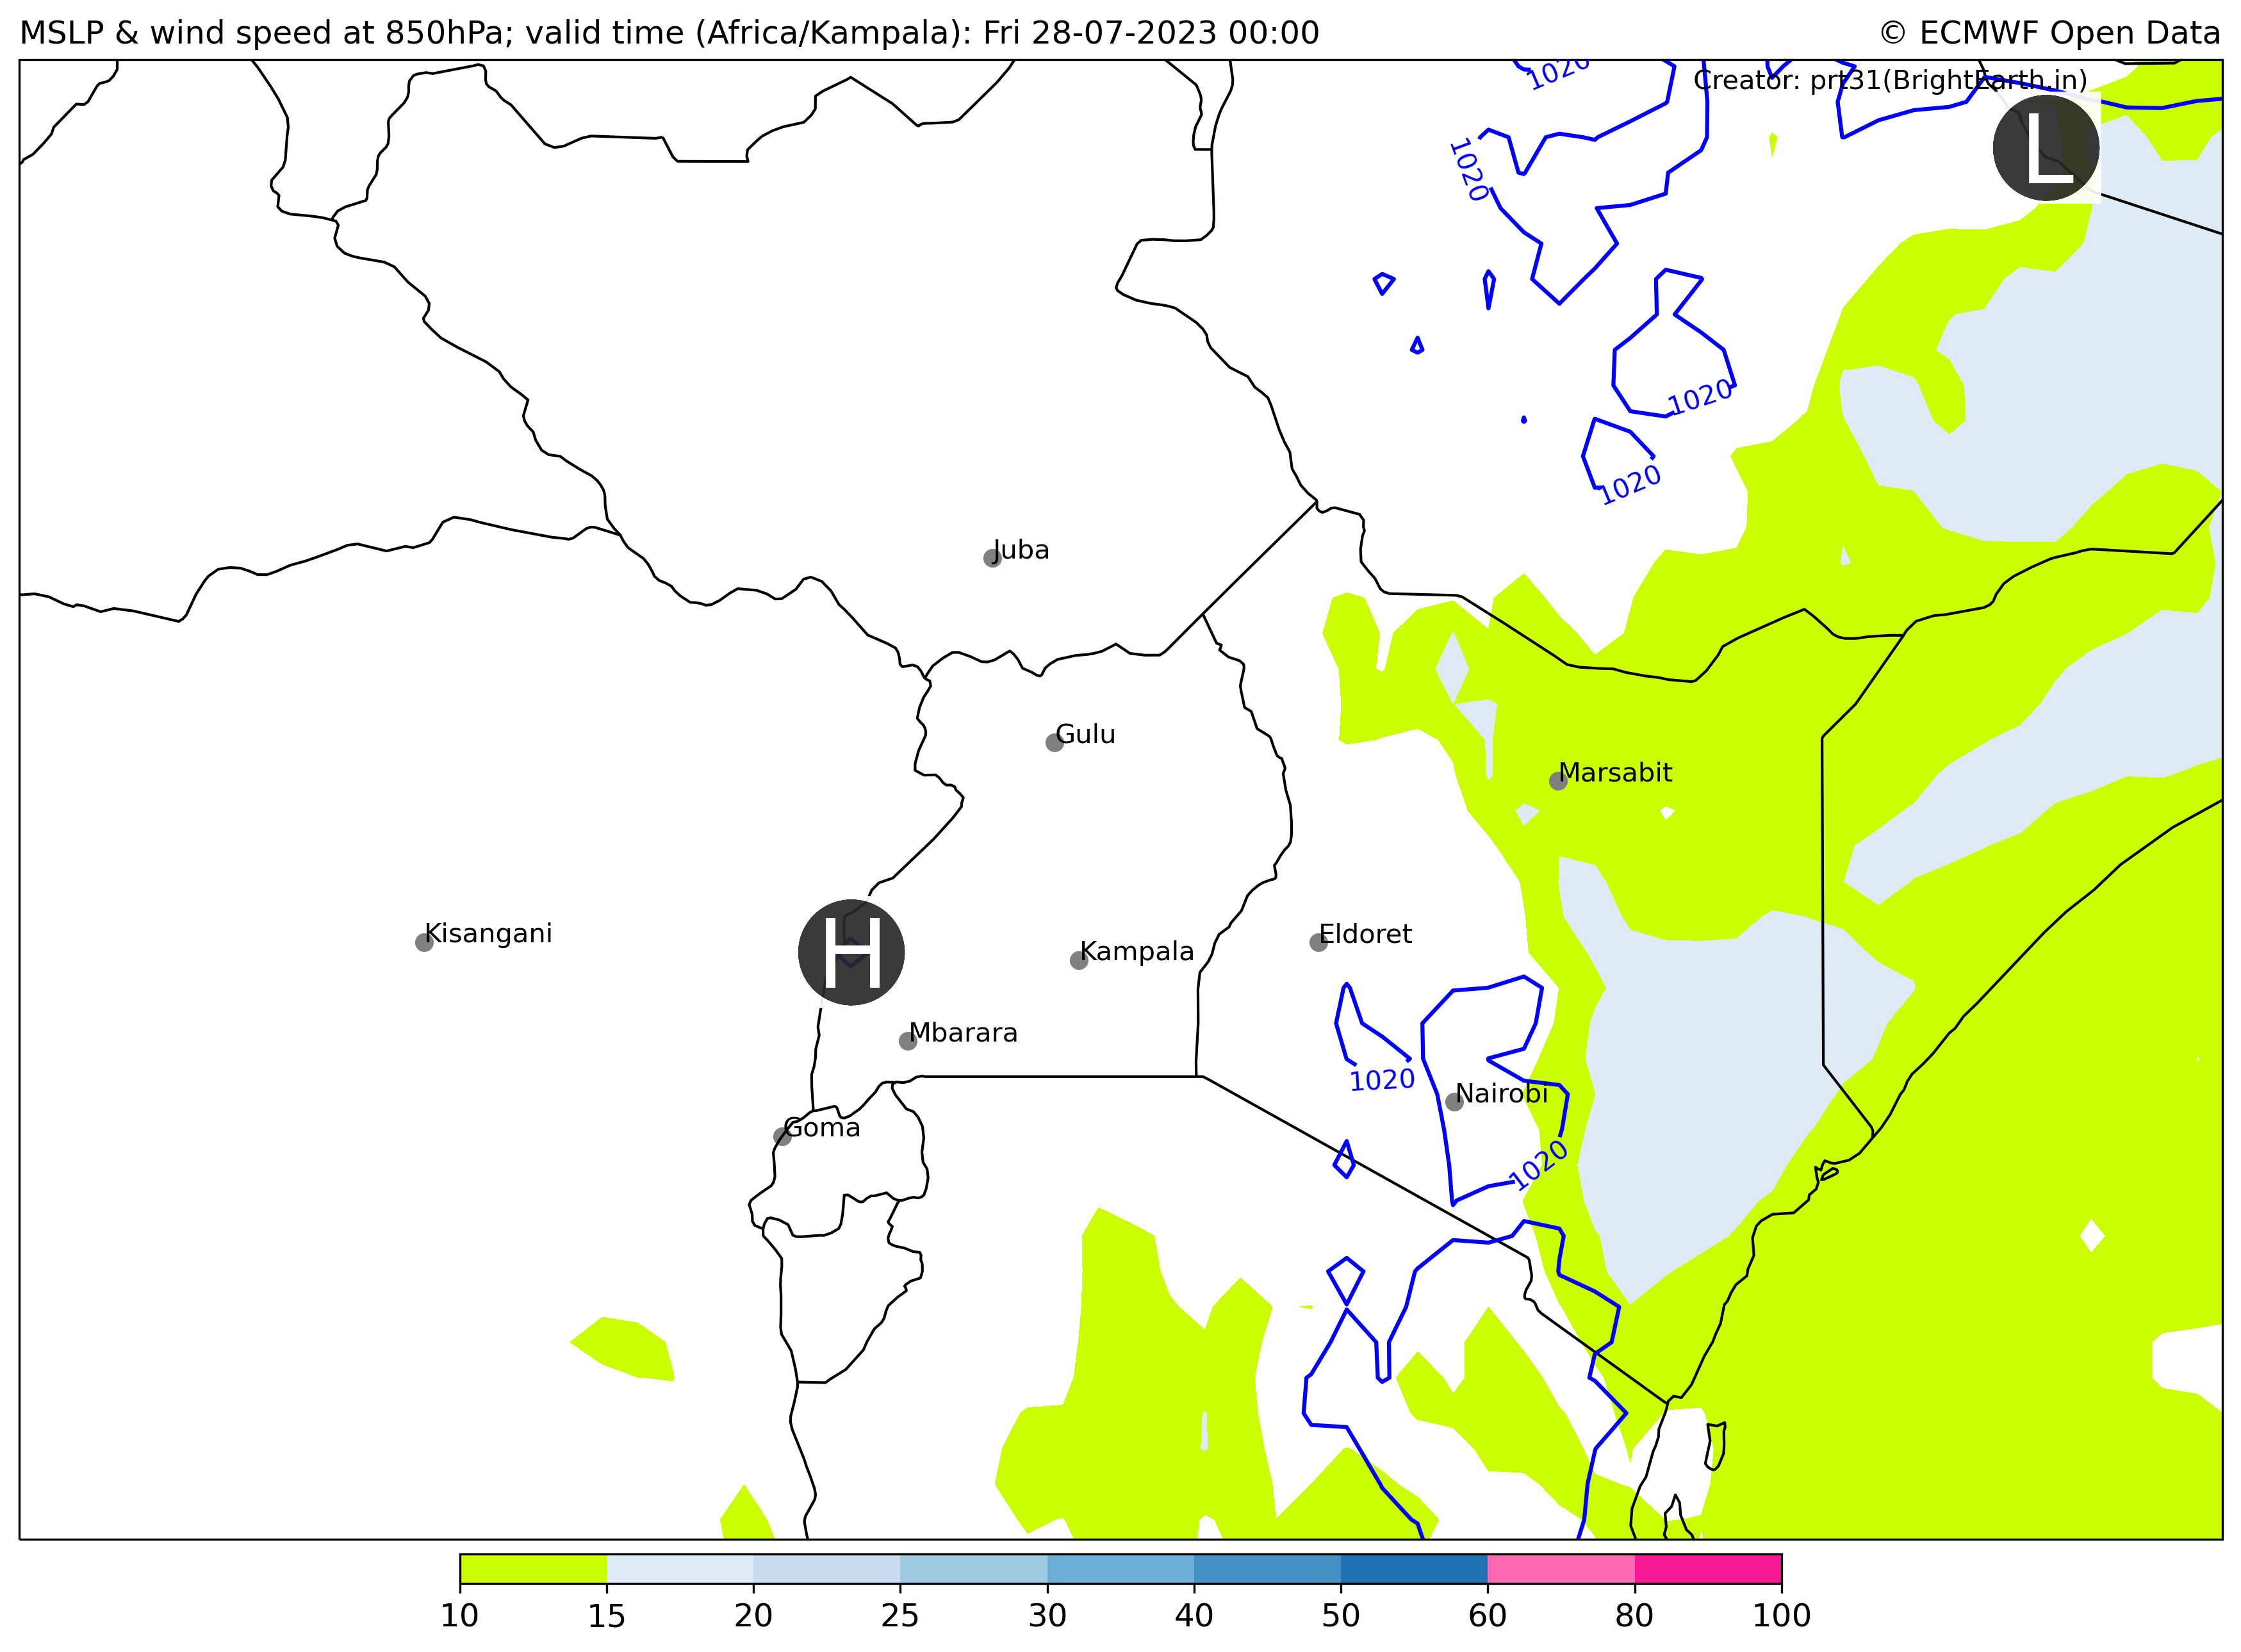 MSLP & wind speed at 850hPa; valid time (Africa/Kampala): Fri 28-07-2023 00:00
© ECMWF Open Data
1020
Creator: prt31(BrightEarth.in)
L
1020
1020
1020
Juba
Gulu
Marsabit
Kisangani
Eldoret
H
Kampala
Mbarara
1020
Nairobi
Goma
1020
10 15 20 25 30 40 50 60 80 100